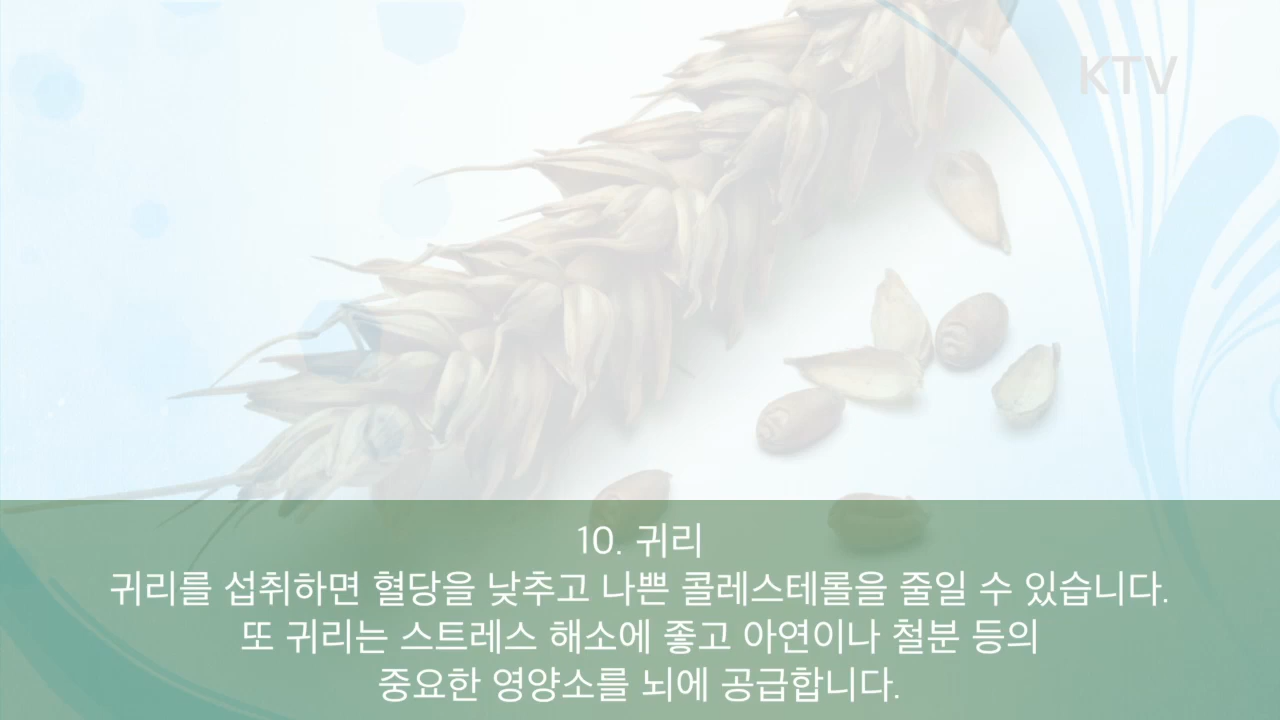 KTV
10. 귀리
귀리를 섭취하면 혈당을 낮추고 나쁜 콜레스테롤을 줄일 수 있습니다.
또 귀리는 스트레스 해소에 좋고 아연이나 철분 등의
중요한 영양소를 뇌에 공급합니다.